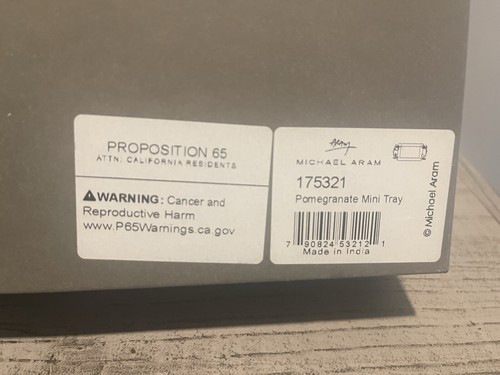 PROPOSITION 65
ATTN: CALIFORNIA RESIDENTS
WARNING: Cancer and
Reproductive Harm
www.P65Warnings.ca.gov
Aram
MICHAEL ARAM
175321
Pomegranate Mini Tray
7 90824 53212 1
Made in India
© Michael Aram